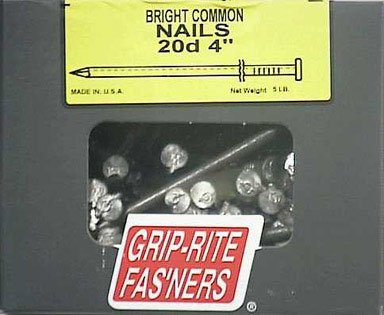 BRIGHT COMMON
NAILS
20d 4"
MADE IN: U.S.A.
Net Weight 5 LB.
GRIP-RITE
FAS'NERS
®